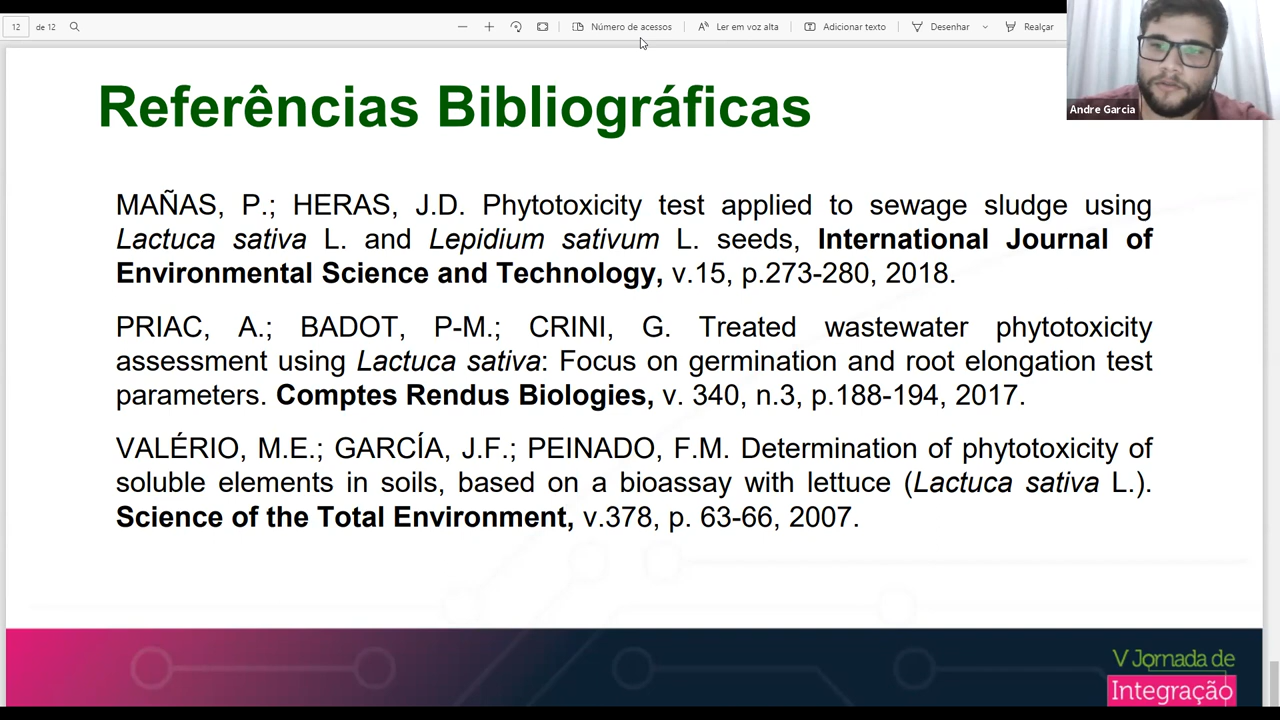 12 de 12 Número de acessos Ler em voz alta Adicionar texto Desenhar Realçar
Andre Garcia
Referências Bibliográficas
MAÑAS, P.; HERAS, J.D. Phytotoxicity test applied to sewage sludge using
Lactuca sativa L. and Lepidium sativum L. seeds, International Journal of
Environmental Science and Technology, v.15, p.273-280, 2018.
PRIAC, A.; BADOT, P-M.; CRINI, G. Treated wastewater phytotoxicity
assessment using Lactuca sativa: Focus on germination and root elongation test
parameters. Comptes Rendus Biologies, v. 340, n.3, p.188-194, 2017.
VALÉRIO, M.E.; GARCÍA, J.F.; PEINADO, F.M. Determination of phytotoxicity of
soluble elements in soils, based on a bioassay with lettuce (Lactuca sativa L.).
Science of the Total Environment, v.378, p. 63-66, 2007.
V Jornada de
Integração